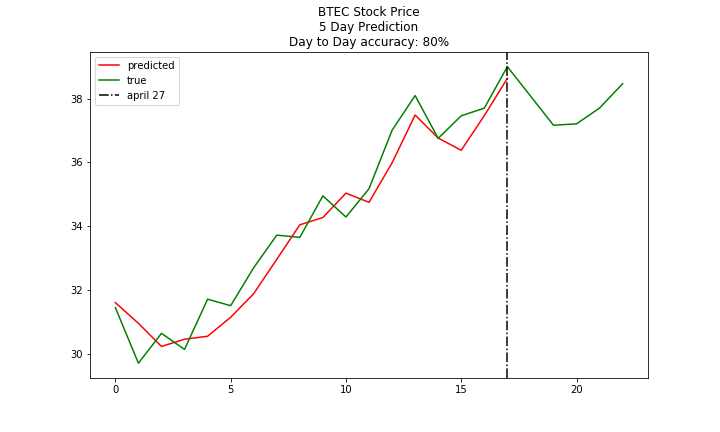 BTEC Stock Price
5 Day Prediction
Day to Day accuracy: 80%
predicted
true
april 27
38
36
34
32
30
0 5 10 15 20